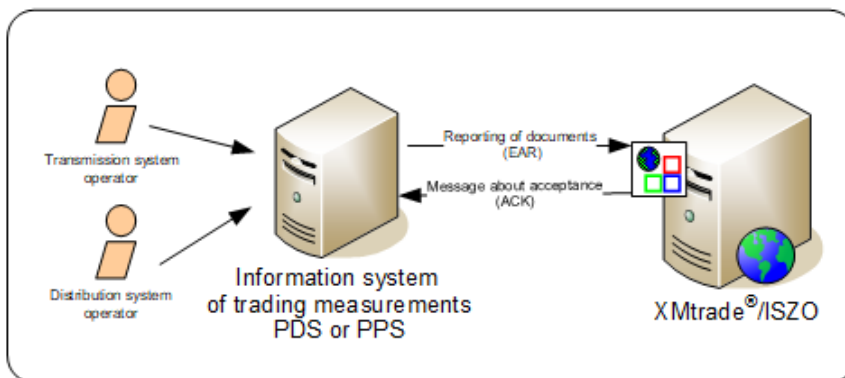 Transmission system
operator
Distribution system
operator
Information system
of trading measurements
PDS or PPS
Reporting of documents
(EAR)
Message about acceptance
(ACK)
XMtrade®/ISZO